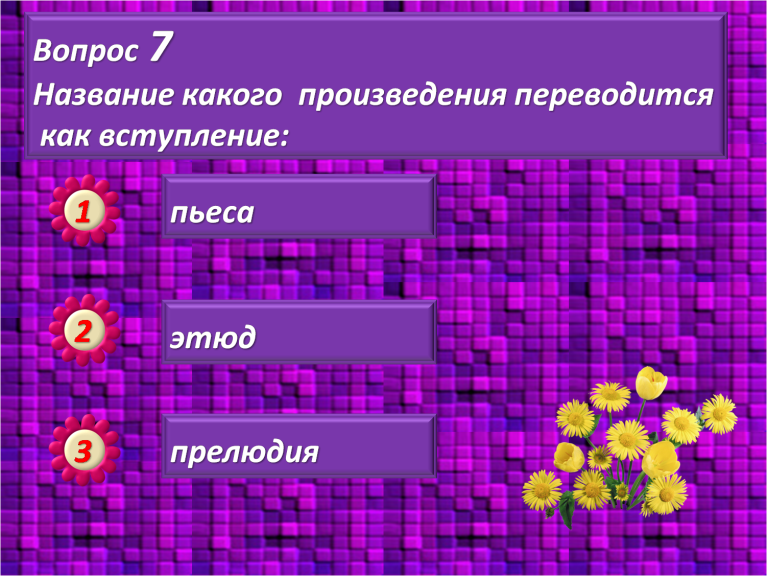 Вопрос 7
Название какого произведения переводится
как вступление:
1
пьеса
2
этюд
3
прелюдия